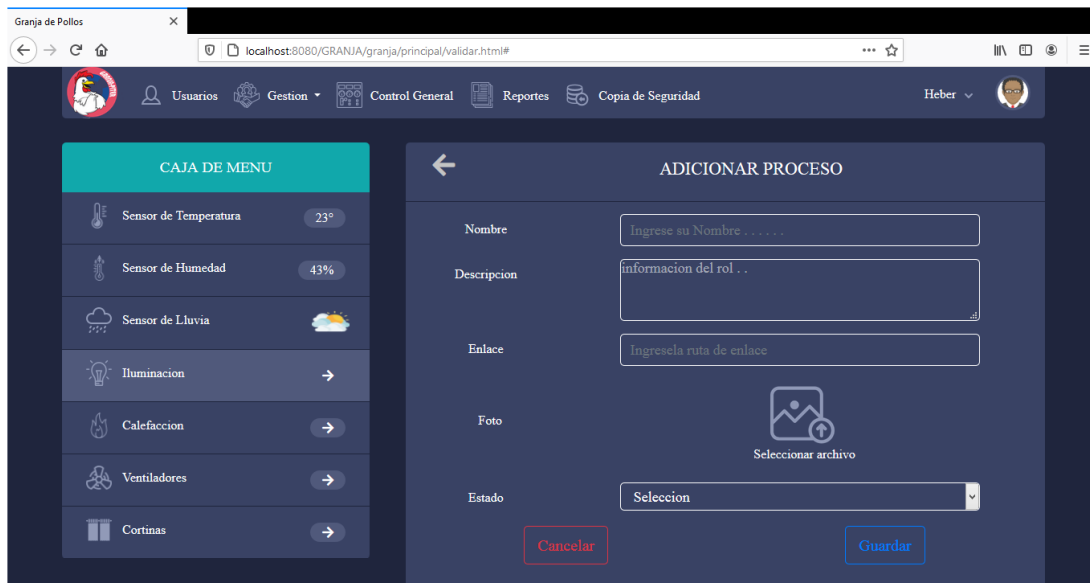 Granja de Pollos
localhost:8080/GRANJA/granja/principal/validar.html#
Usuarios Gestion Control General Reportes Copia de Seguridad Heber
CAJA DE MENU
Sensor de Temperatura 23°
Sensor de Humedad 43%
Sensor de Lluvia
Iluminacion
Calefaccion
Ventiladores
Cortinas
ADICIONAR PROCESO
Nombre Ingrese su Nombre . . . . . .
Descripcion informacion del rol . .
Enlace Ingresela ruta de enlace
Foto
Seleccionar archivo
Estado Seleccion
Cancelar Guardar